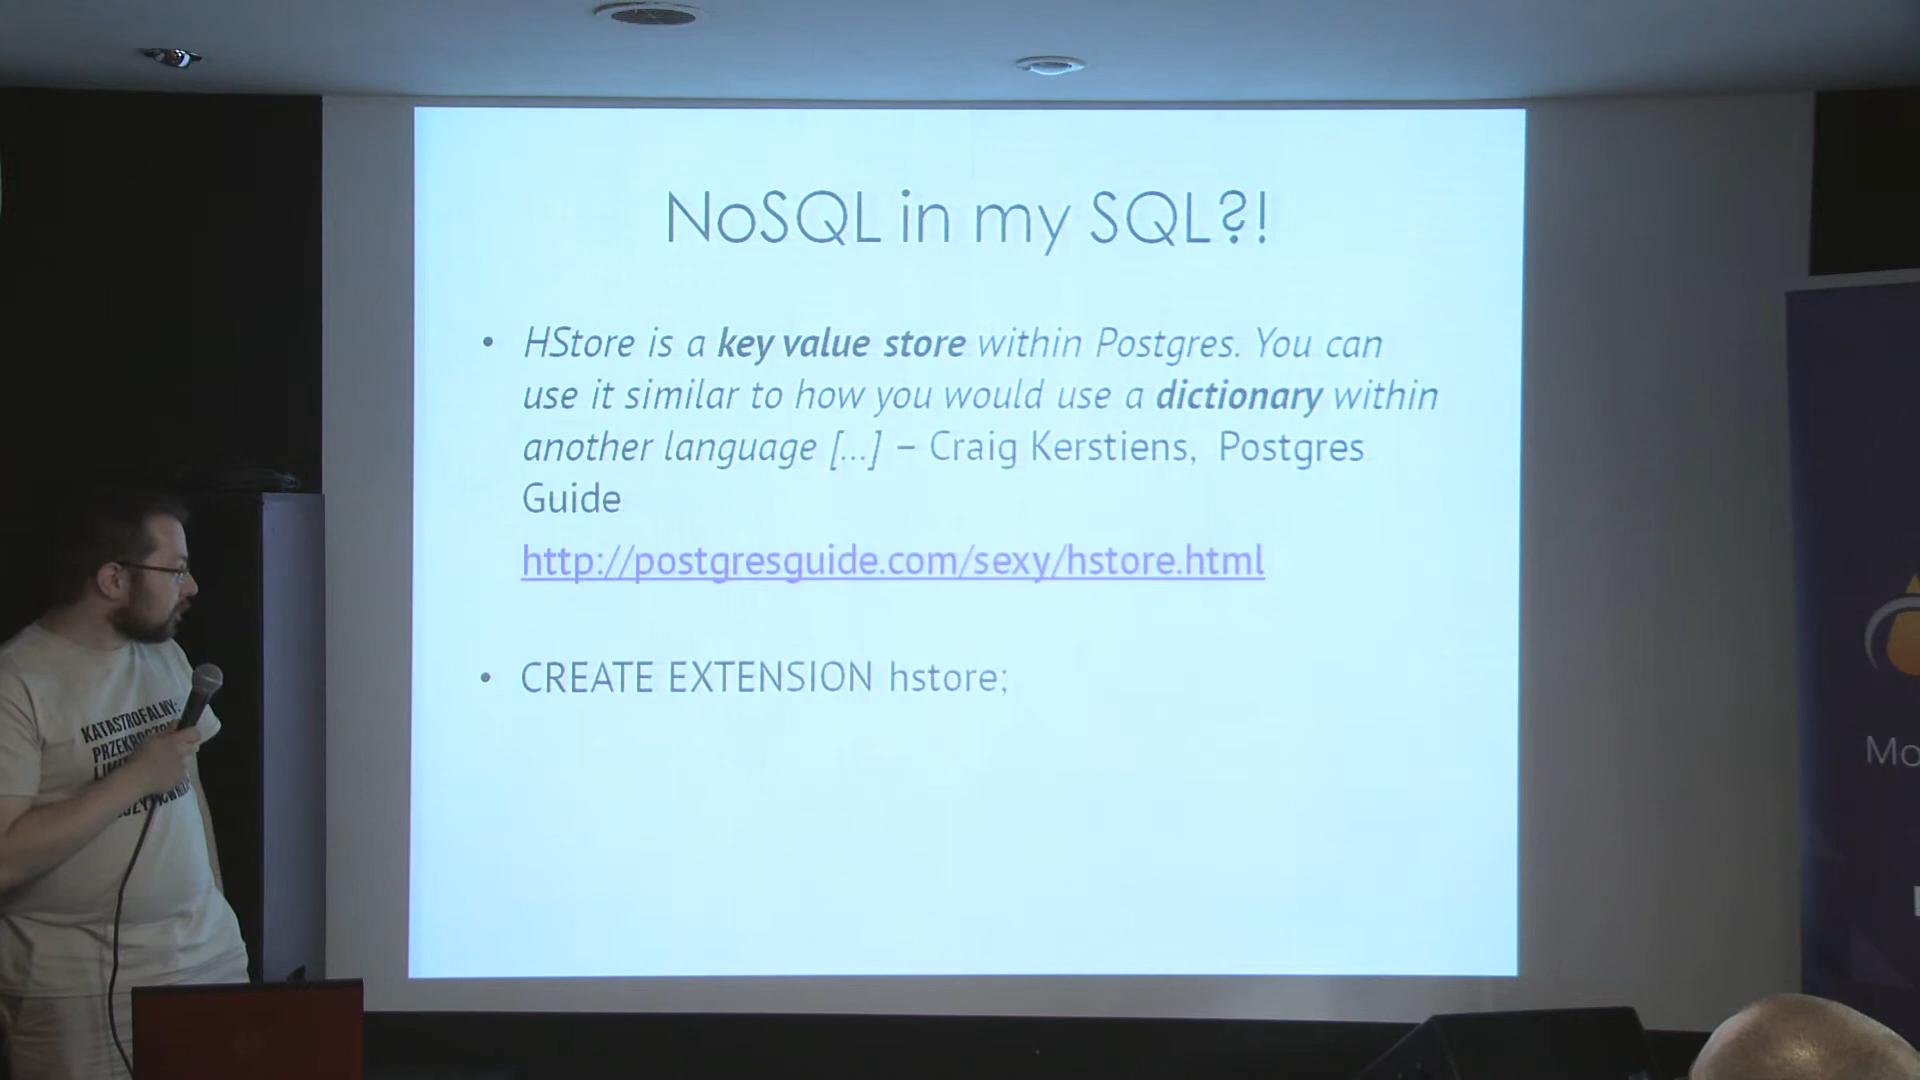 NoSQL in my SQL?!
• HStore is a key value store within Postgres. You can
use it similar to how you would use a dictionary within
another language [...] – Craig Kerstiens, Postgres
Guide
http://postgresguide.com/sexy/hstore.html
• CREATE EXTENSION hstore;
KATASTROFALNY:
Mo